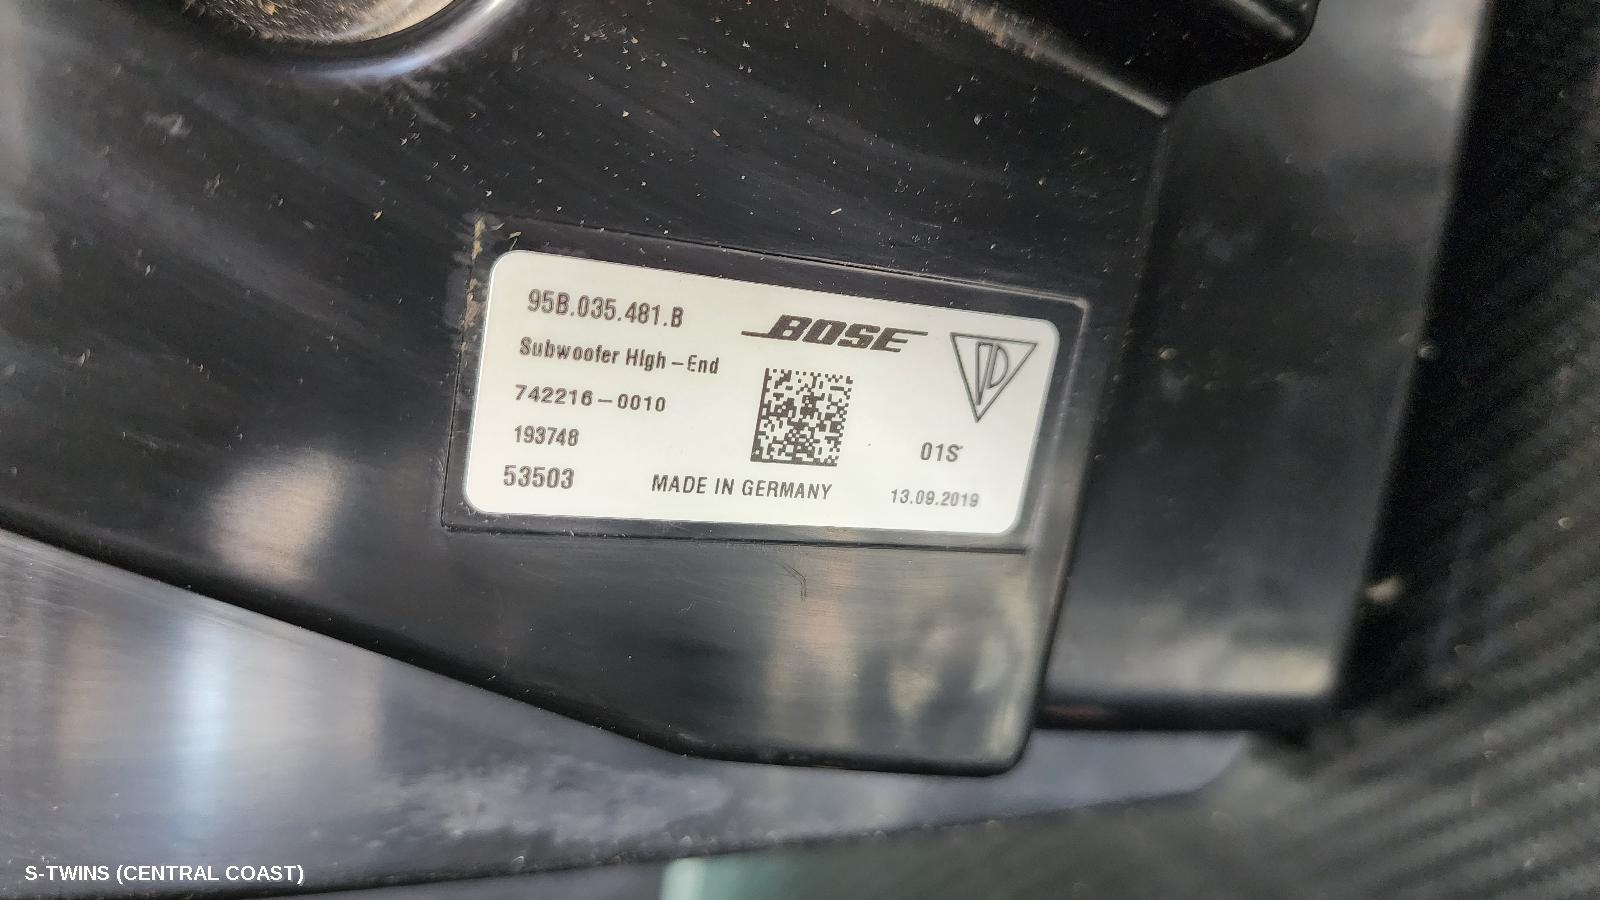 95B.035.481.B
BOSE
Subwoofer High-End
742216-0010
193748
01S
53503
MADE IN GERMANY
13.09.2019
S-TWINS (CENTRAL COAST)